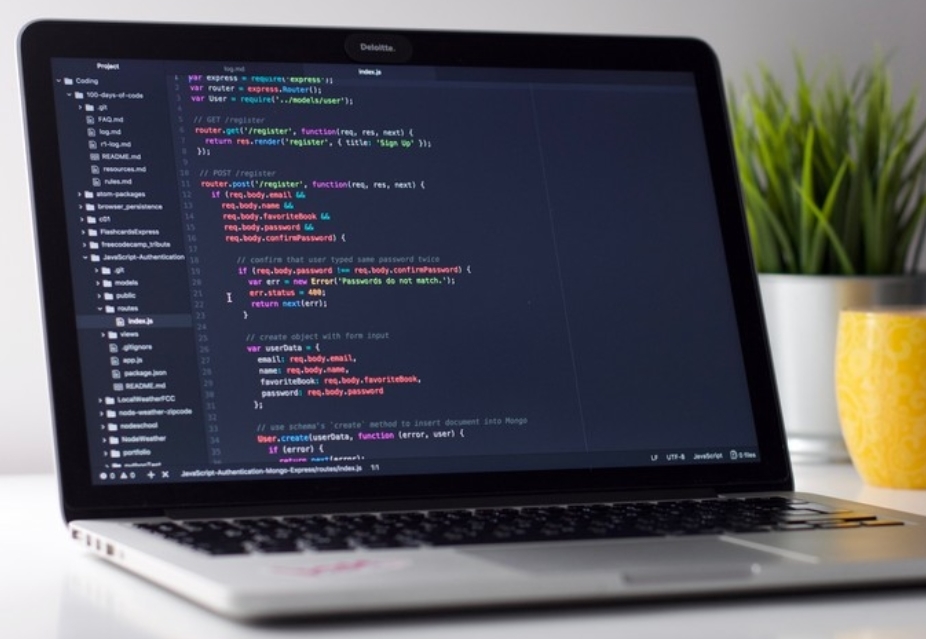 Deloitte.
Project
log.md
index.js
Coding
100-days-of-code
.git
FAQ.md
log.md
r1-log.md
README.md
resources.md
rules.md
atom-packages
browser_persistence
c01
FlashcardsExpress
freecodecamp_tribute
JavaScript-Authentication
.git
models
public
routes
index.js
views
.gitignore
app.js
package.json
README.md
LocalWeatherFCC
node-weather-zipcode
nodeschool
NodeWeather
portfolio
pythonTest
1 var express = require('express');
2 var router = express.Router();
3 var User = require('../models/user');
4
5 // GET /register
6 router.get('/register', function(req, res, next) {
7 return res.render('register', { title: 'Sign Up' });
8 });
9
10 // POST /register
11 router.post('/register', function(req, res, next) {
12 if (req.body.email &&
13 req.body.name &&
14 req.body.favoriteBook &&
15 req.body.password &&
16 req.body.confirmPassword) {
17
18 // confirm that user typed same password twice
19 if (req.body.password !== req.body.confirmPassword) {
20 var err = new Error('Passwords do not match.');
21 err.status = 400;
22 return next(err);
23 }
24
25 // create object with form input
26 var userData = {
27 email: req.body.email,
28 name: req.body.name,
29 favoriteBook: req.body.favoriteBook,
30 password: req.body.password
31 };
32
33 // use schema's `create` method to insert document into Mongo
34 User.create(userData, function (error, user) {
35 if (error) {
return next(error);
0 0 JavaScript-Authentication-Mongo-Express/routes/index.js 1:1 LF UTF-8 JavaScript 0 files